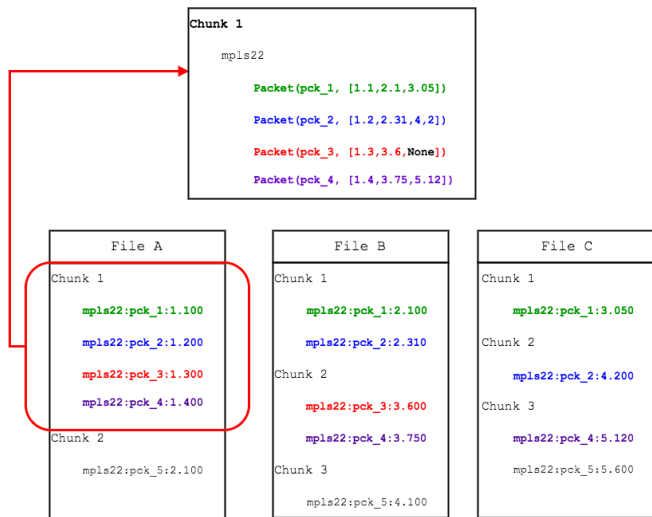 Chunk 1
mpls22
Packet(pck_1, [1.1,2.1,3.05])
Packet(pck_2, [1.2,2.31,4,2])
Packet(pck_3, [1.3,3.6,None])
Packet(pck_4, [1.4,3.75,5.12])
File A
Chunk 1
mpls22:pck_1:1.100
mpls22:pck_2:1.200
mpls22:pck_3:1.300
mpls22:pck_4:1.400
Chunk 2
mpls22:pck_5:2.100
File B
Chunk 1
mpls22:pck_1:2.100
mpls22:pck_2:2.310
Chunk 2
mpls22:pck_3:3.600
mpls22:pck_4:3.750
Chunk 3
mpls22:pck_5:4.100
File C
Chunk 1
mpls22:pck_1:3.050
Chunk 2
mpls22:pck_2:4.200
Chunk 3
mpls22:pck_4:5.120
mpls22:pck_5:5.600